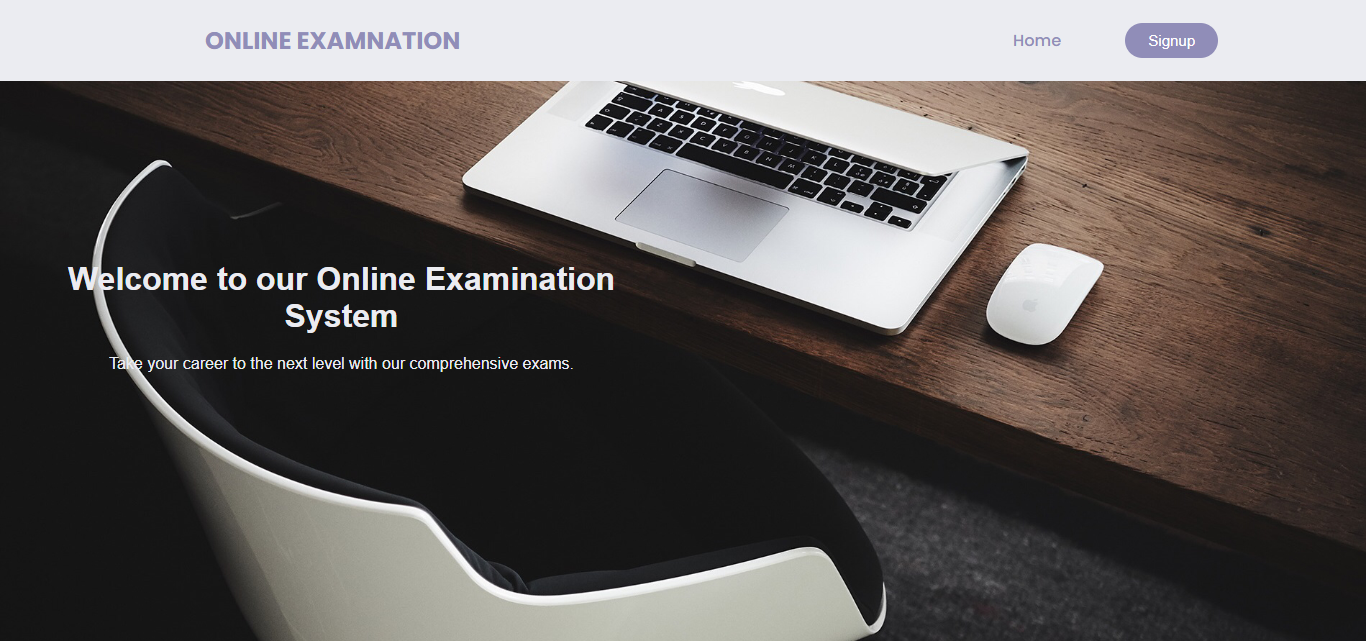 ONLINE EXAMNATION
Home
Signup
Welcome to our Online Examination
System
Take your career to the next level with our comprehensive exams.